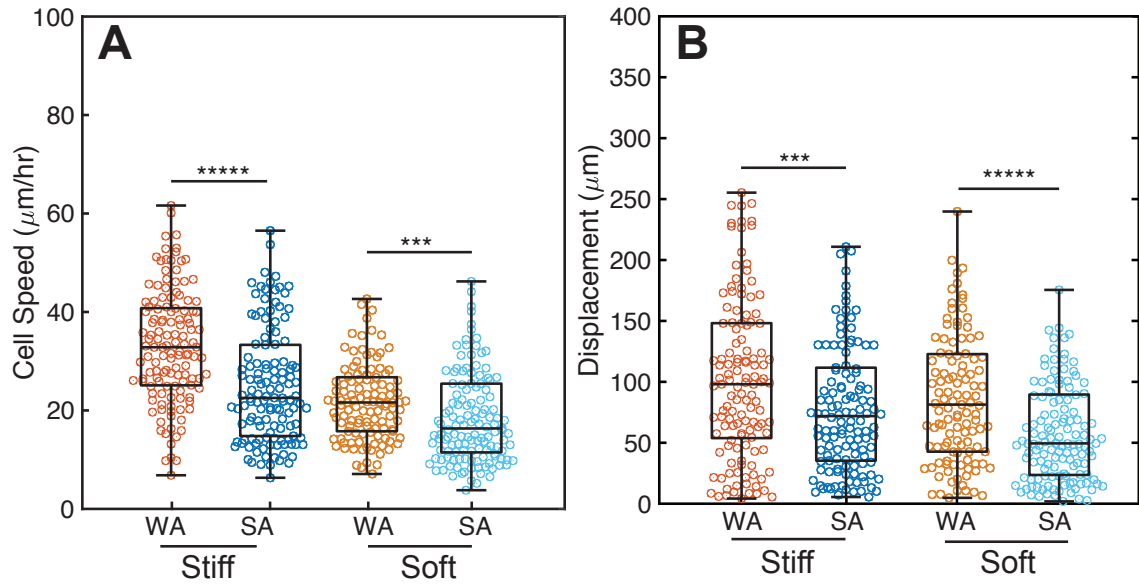 A
Cell Speed (μm/hr)
100
80
60
40
20
0
*****
***
WA SA WA SA
Stiff Soft
B
Displacement (μm)
400
350
300
250
200
150
100
50
0
***
*****
WA SA WA SA
Stiff Soft